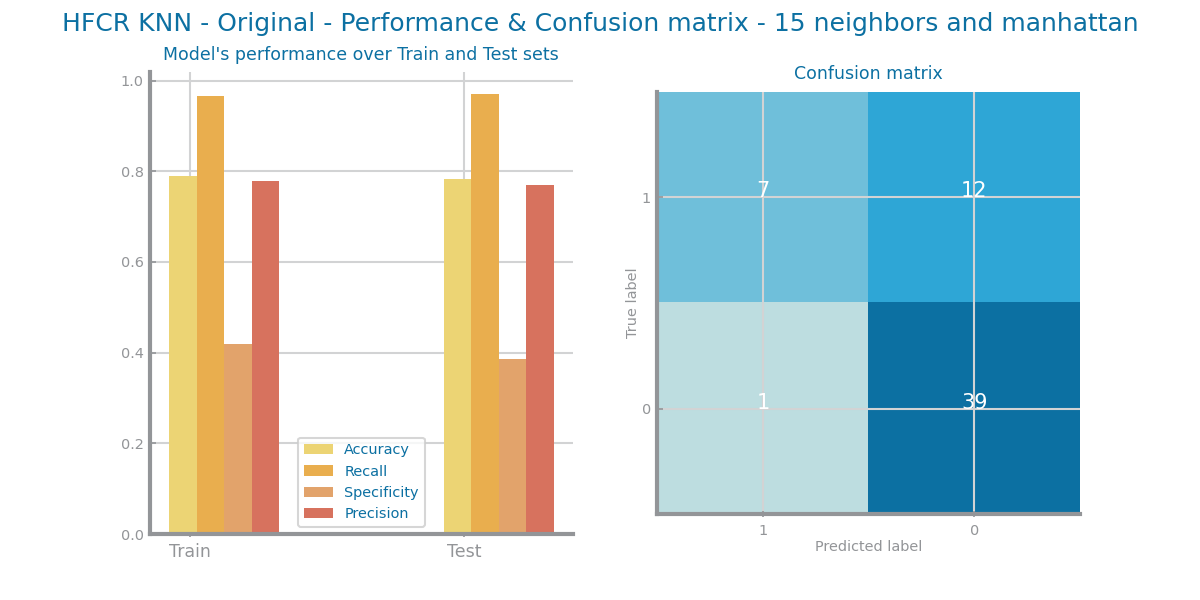 HFCR KNN - Original - Performance & Confusion matrix - 15 neighbors and manhattan
Model's performance over Train and Test sets
1.0
0.8
0.6
0.4
0.2
0.0
Train
Test
Accuracy
Recall
Specificity
Precision
Confusion matrix
True label
1
0
7
12
1
39
1
0
Predicted label